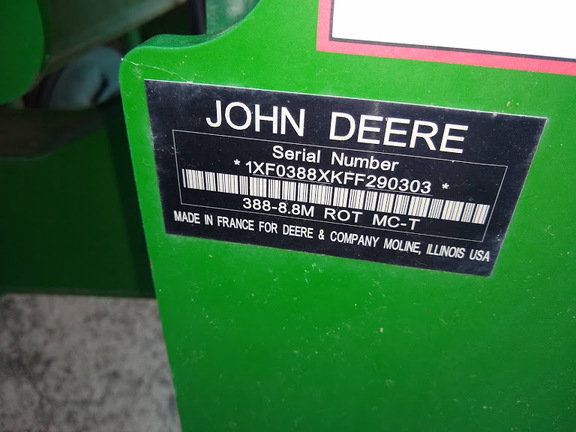 JOHN DEERE
Serial Number
* 1XF0388XKFF290303 *
388-8.8M ROT MC-T
MADE IN FRANCE FOR DEERE & COMPANY MOLINE, ILLINOIS USA